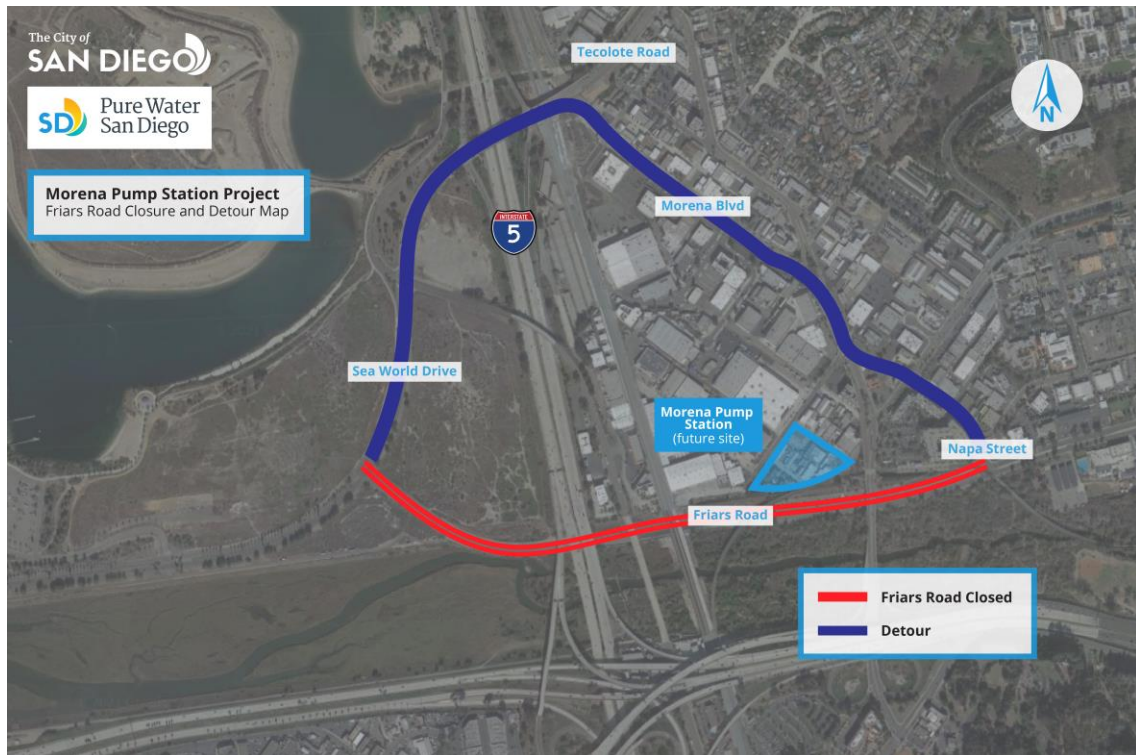 The City of
SAN DIEGO
SD
Pure Water
San Diego
Morena Pump Station Project
Friars Road Closure and Detour Map
Tecolote Road
N
Morena Blvd
INTERSTATE
5
Sea World Drive
Morena Pump
Station
(future site)
Napa Street
Friars Road
Friars Road Closed
Detour